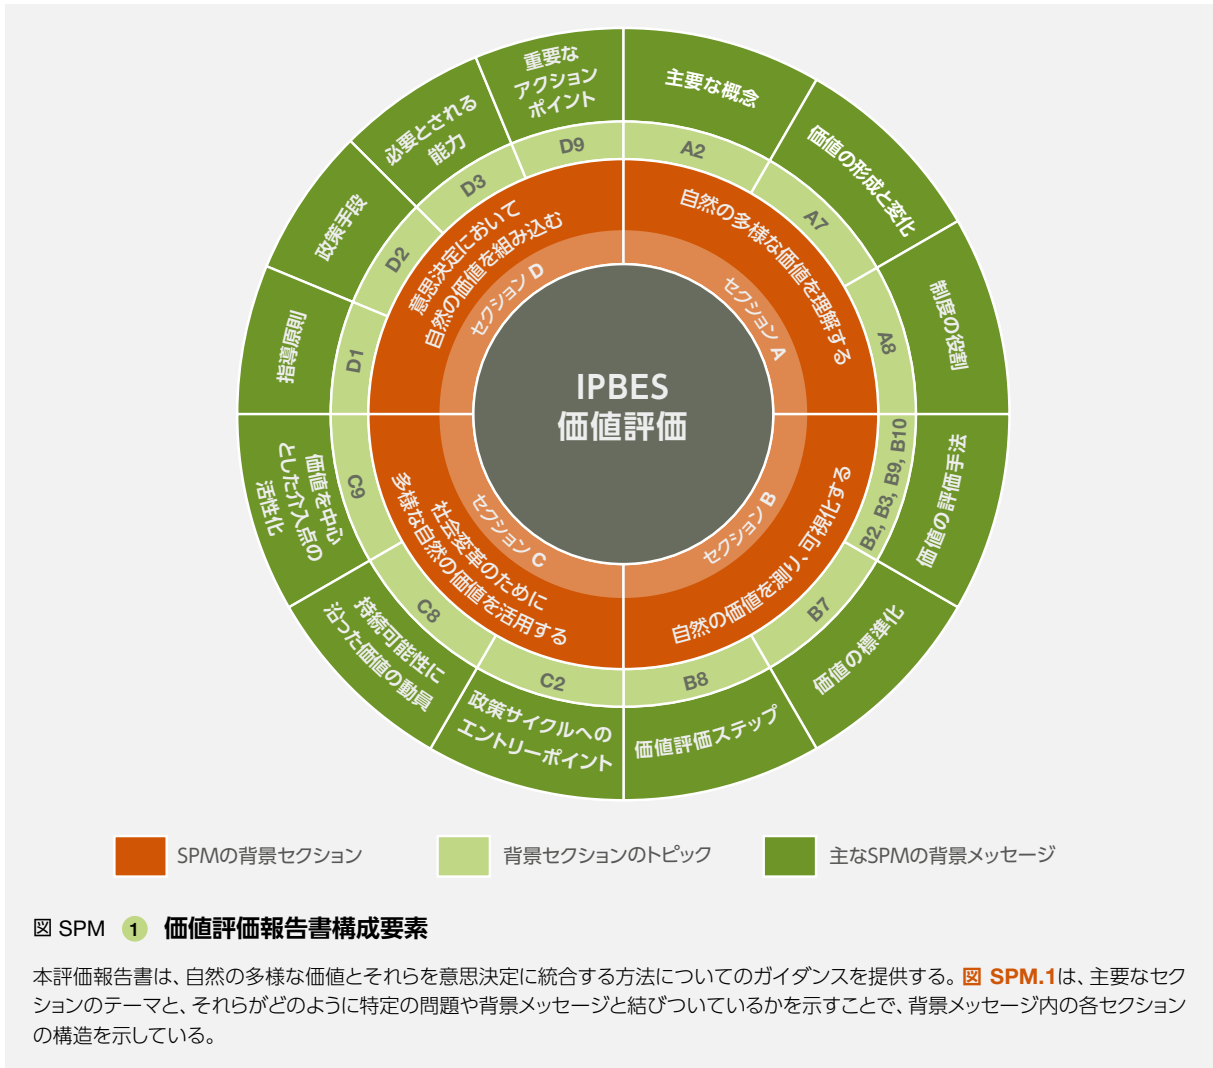 IPBES
価値評価
セクション A
自然の多様な価値を理解する
A2
主要な概念
A7
価値の形成と変化
A8
制度の役割
セクション B
自然の価値を測り、可視化する
B2, B3, B9, B10
価値の評価手法
B7
価値の標準化
B8
価値評価ステップ
セクション C
社会変革のために
多様な自然の価値を活用する
C2
政策サイクルへの
エントリーポイント
C8
持続可能性に
沿った価値の動員
C9
価値を中心
とした介入点の
活性化
セクション D
意思決定において
自然の価値を組み込む
D1
指導原則
D2
政策手段
D3
必要とされる
能力
D9
重要な
アクション
ポイント
SPMの背景セクション
背景セクションのトピック
主なSPMの背景メッセージ
図 SPM 1 価値評価報告書構成要素
本評価報告書は、自然の多様な価値とそれらを意思決定に統合する方法についてのガイダンスを提供する。図 SPM.1は、主要なセク
ションのテーマと、それらがどのように特定の問題や背景メッセージと結びついているかを示すことで、背景メッセージ内の各セクション
の構造を示している。